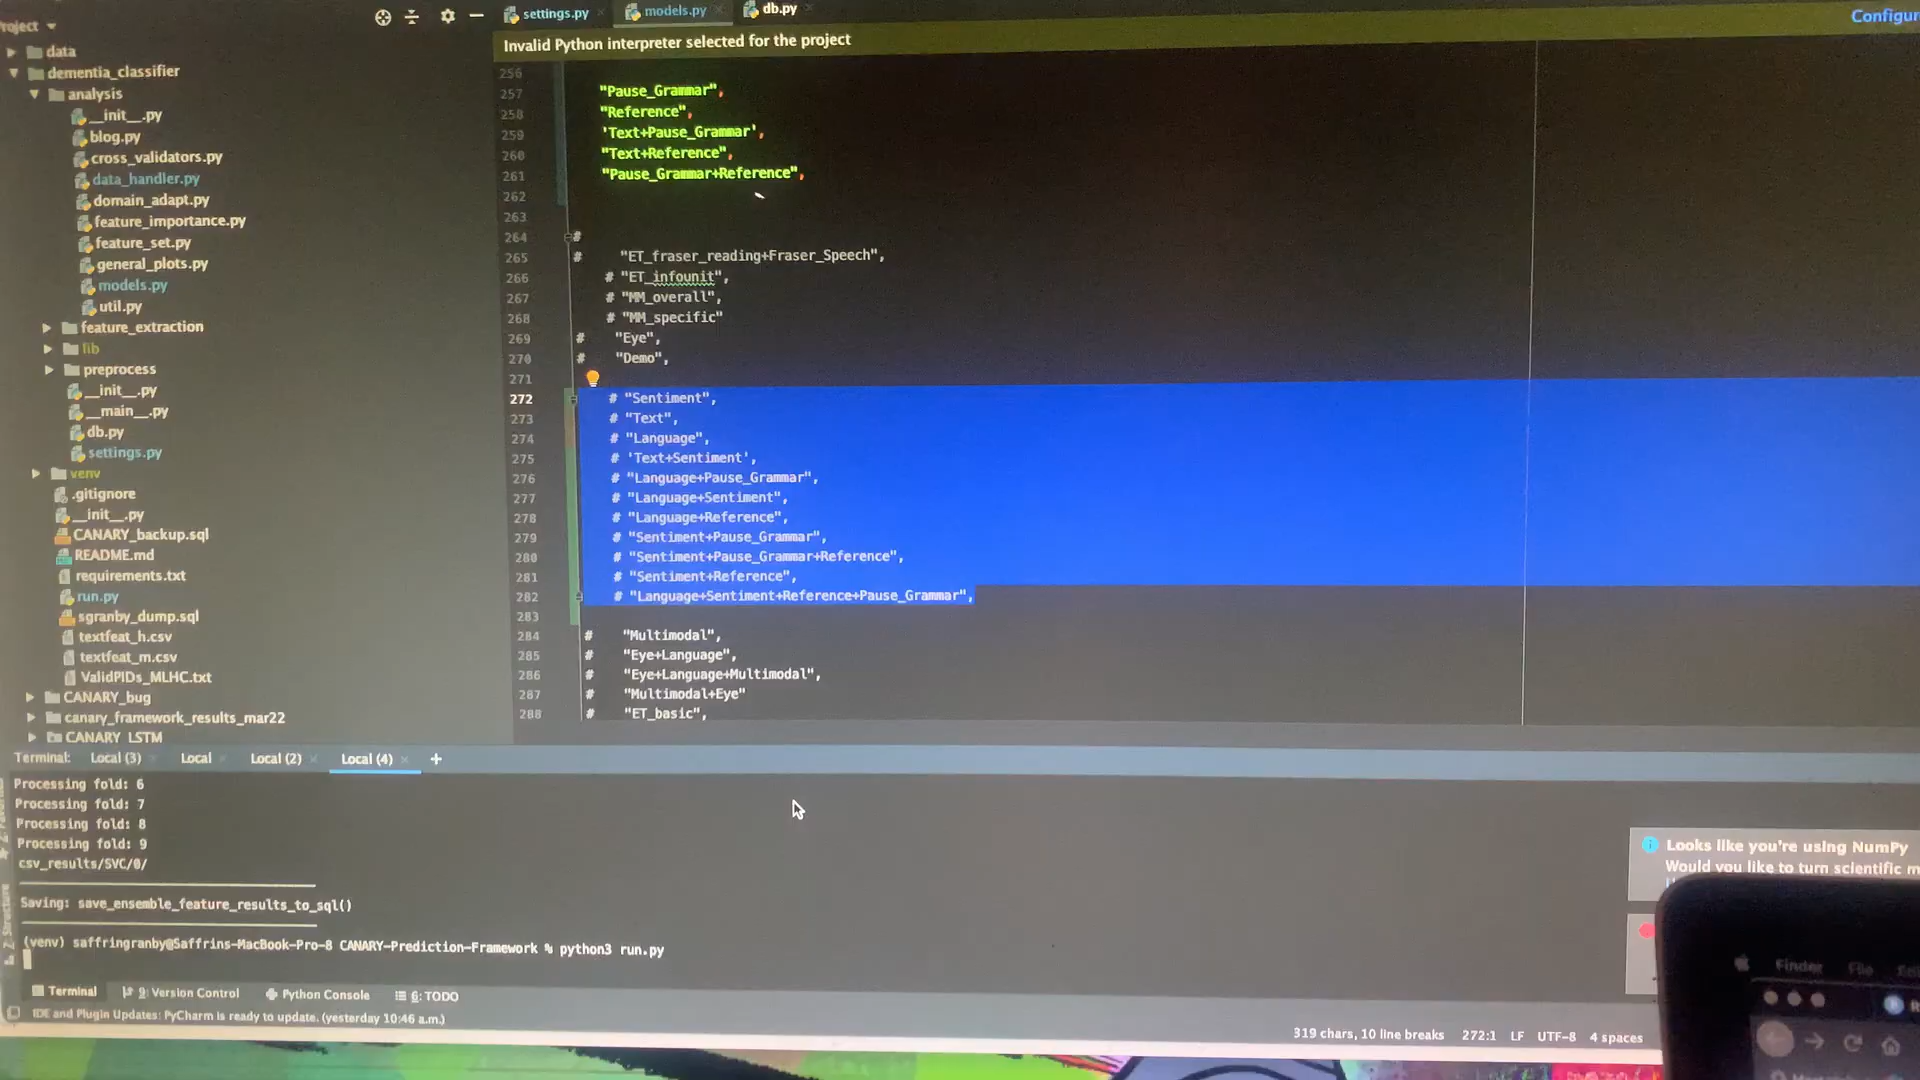 roject
settings.py
models.py
db.py
Configur
Invalid Python interpreter selected for the project
data
dementia_classifier
analysis
__init__.py
blog.py
cross_validators.py
data_handler.py
domain_adapt.py
feature_importance.py
feature_set.py
general_plots.py
models.py
util.py
feature_extraction
lib
preprocess
__init__.py
__main__.py
db.py
settings.py
venv
.gitignore
__init__.py
CANARY_backup.sql
README.md
requirements.txt
run.py
sgranby_dump.sql
textfeat_h.csv
textfeat_m.csv
ValidPIDs_MLHC.txt
CANARY_bug
canary_framework_results_mar22
CANARY_LSTM
256
257 "Pause_Grammar",
258 "Reference",
259 'Text+Pause_Grammar',
260 "Text+Reference",
261 "Pause_Grammar+Reference",
262
263
264 #
265 # "ET_fraser_reading+Fraser_Speech",
266 # "ET_infounit",
267 # "MM_overall",
268 # "MM_specific"
269 # "Eye",
270 # "Demo",
271
272 # "Sentiment",
273 # "Text",
274 # "Language",
275 # 'Text+Sentiment',
276 # "Language+Pause_Grammar",
277 # "Language+Sentiment",
278 # "Language+Reference",
279 # "Sentiment+Pause_Grammar",
280 # "Sentiment+Pause_Grammar+Reference",
281 # "Sentiment+Reference",
282 # "Language+Sentiment+Reference+Pause_Grammar",
283
284 # "Multimodal",
285 # "Eye+Language",
286 # "Eye+Language+Multimodal",
287 # "Multimodal+Eye"
288 # "ET_basic",
Terminal: Local (3) Local Local (2) Local (4) +
Processing fold: 6
Processing fold: 7
Processing fold: 8
Processing fold: 9
csv_results/SVC/0/
Saving: save_ensemble_feature_results_to_sql()
(venv) saffringranby@Saffrins-MacBook-Pro-8 CANARY-Prediction-Framework % python3 run.py
Looks like you're using NumPy
Would you like to turn scientific m
Z: Structure
Terminal 9: Version Control Python Console 6: TODO
IDE and Plugin Updates: PyCharm is ready to update. (yesterday 10:46 a.m.)
319 chars, 10 line breaks 272:1 LF UTF-8 4 spaces
Finder File